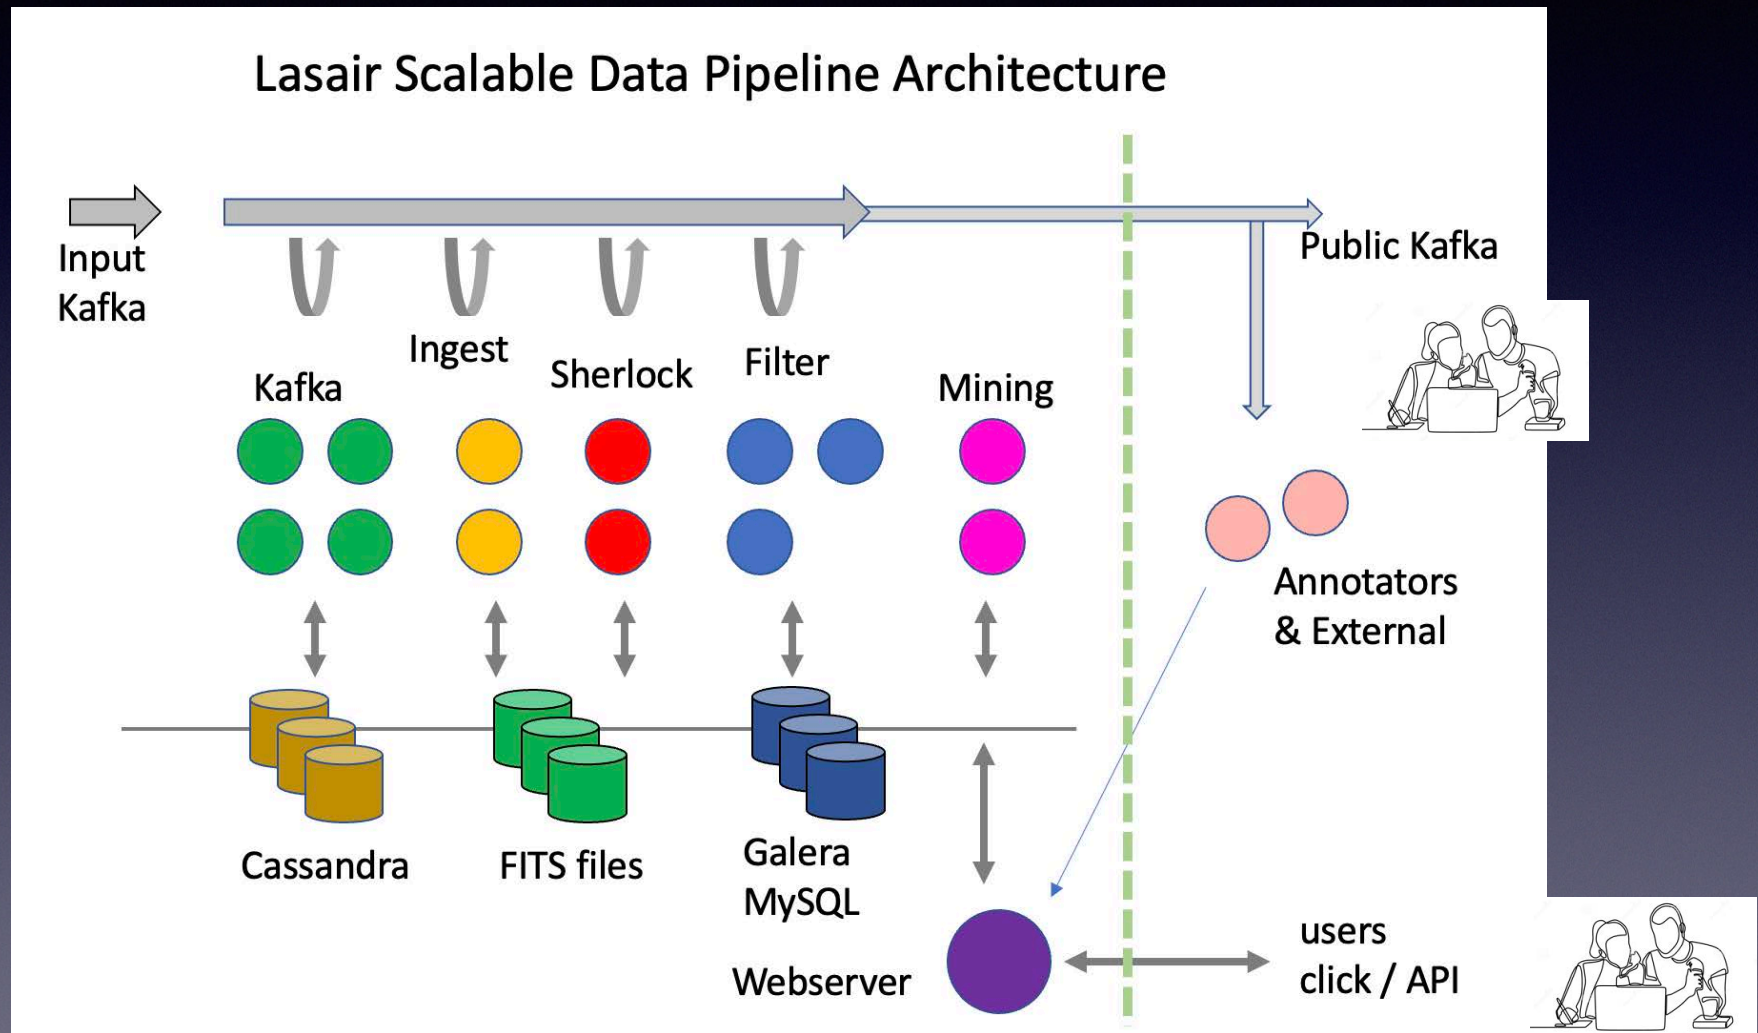 Lasair Scalable Data Pipeline Architecture
Input
Kafka
Public Kafka
Ingest
Sherlock
Filter
Kafka
Mining
Annotators
& External
Cassandra
FITS files
Galera
MySQL
Webserver
users
click / API